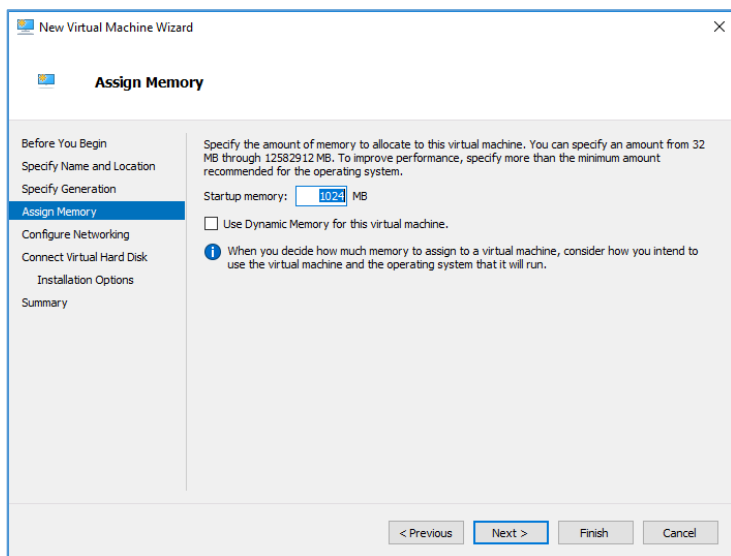 New Virtual Machine Wizard
Assign Memory
Before You Begin
Specify Name and Location
Specify Generation
Assign Memory
Configure Networking
Connect Virtual Hard Disk
Installation Options
Summary
Specify the amount of memory to allocate to this virtual machine. You can specify an amount from 32
MB through 12582912 MB. To improve performance, specify more than the minimum amount
recommended for the operating system.
Startup memory: 1024 MB
Use Dynamic Memory for this virtual machine.
When you decide how much memory to assign to a virtual machine, consider how you intend to
use the virtual machine and the operating system that it will run.
< Previous Next > Finish Cancel